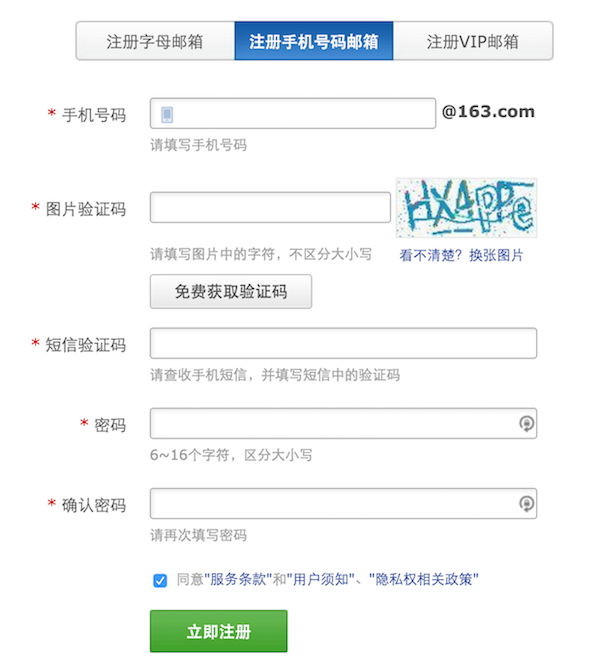 注册字母邮箱 注册手机号码邮箱 注册VIP邮箱
* 手机号码 @163.com
请填写手机号码
* 图片验证码 HXAPPe
请填写图片中的字符，不区分大小写 看不清楚？换张图片
免费获取验证码
* 短信验证码
请查收手机短信，并填写短信中的验证码
* 密码
6~16个字符，区分大小写
* 确认密码
请再次填写密码
同意"服务条款"和"用户须知"、"隐私权相关政策"
立即注册